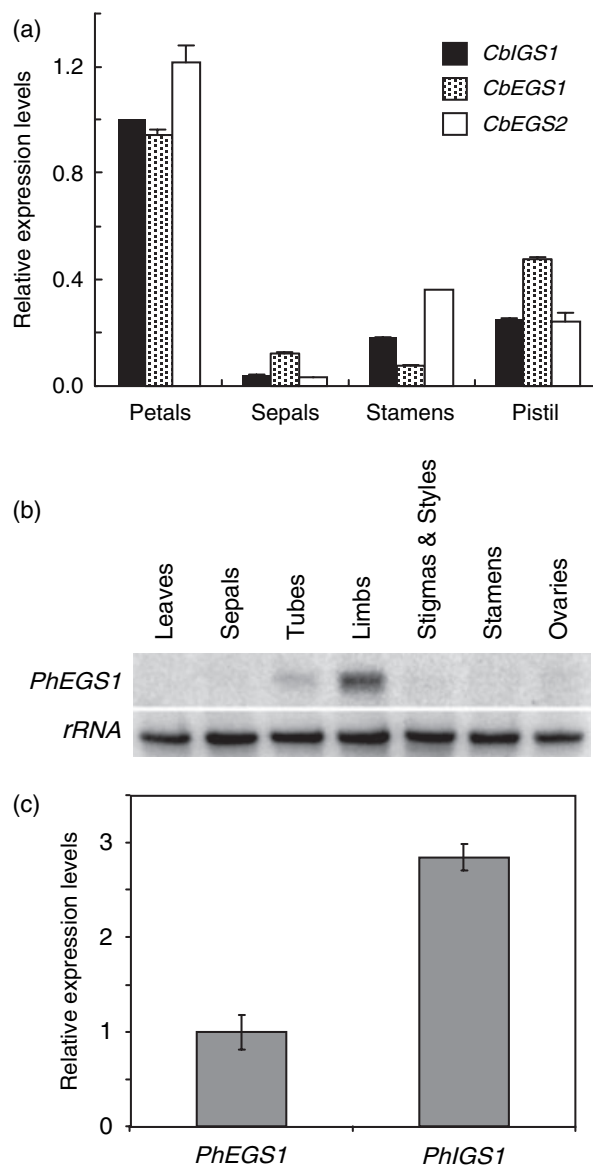 (a)
CbIGS1
CbEGS1
CbEGS2
Relative expression levels
1.2
0.8
0.4
0.0
Petals Sepals Stamens Pistil
(b)
Leaves Sepals Tubes Limbs Stigmas & Styles Stamens Ovaries
PhEGS1
rRNA
(c)
Relative expression levels
3
2
1
0
PhEGS1 PhIGS1